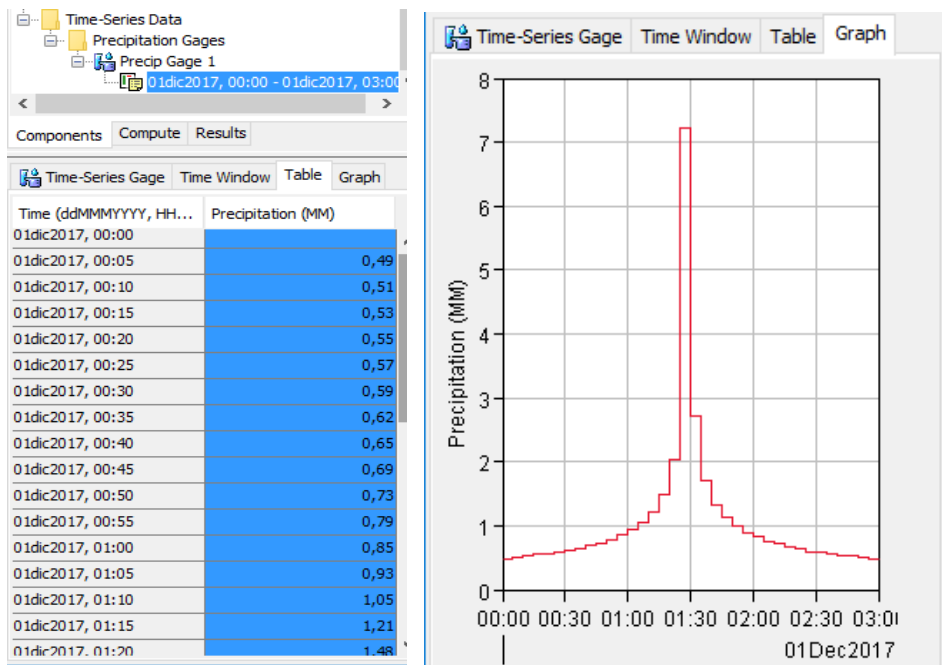 Time-Series Data
Precipitation Gages
Precip Gage 1
01dic2017, 00:00 - 01dic2017, 03:00
Components Compute Results
Time-Series Gage Time Window Table Graph
Time (ddMMMYYYY, HH... Precipitation (MM)
01dic2017, 00:00
01dic2017, 00:05 0,49
01dic2017, 00:10 0,51
01dic2017, 00:15 0,53
01dic2017, 00:20 0,55
01dic2017, 00:25 0,57
01dic2017, 00:30 0,59
01dic2017, 00:35 0,62
01dic2017, 00:40 0,65
01dic2017, 00:45 0,69
01dic2017, 00:50 0,73
01dic2017, 00:55 0,79
01dic2017, 01:00 0,85
01dic2017, 01:05 0,93
01dic2017, 01:10 1,05
01dic2017, 01:15 1,21
01dic2017, 01:20 1,48
Time-Series Gage Time Window Table Graph
8
7
6
5
4
3
2
1
0
Precipitation (MM)
00:00 00:30 01:00 01:30 02:00 02:30 03:0
01Dec2017